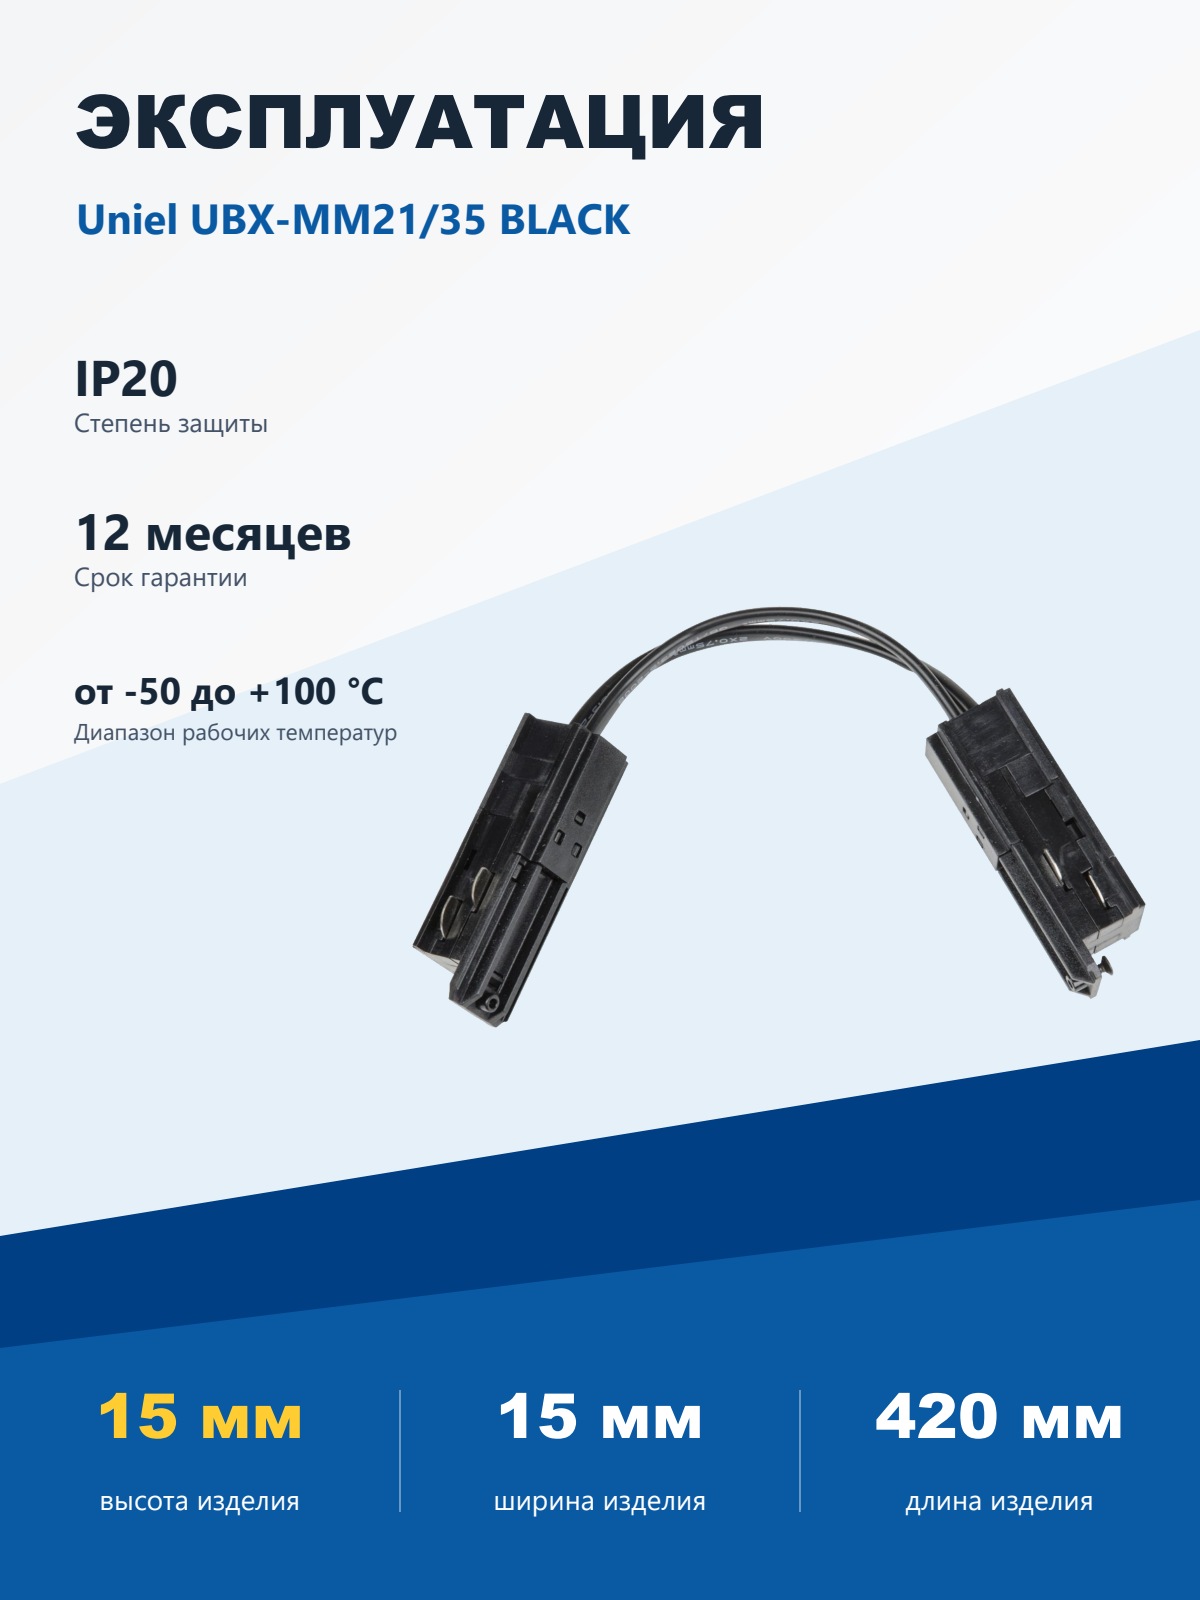 ЭКСПЛУАТАЦИЯ
Uniel UBX-MM21/35 BLACK
IP20
Степень защиты
12 месяцев
Срок гарантии
от -50 до +100 °C
Диапазон рабочих температур
15 мм
высота изделия
15 мм
ширина изделия
420 мм
длина изделия